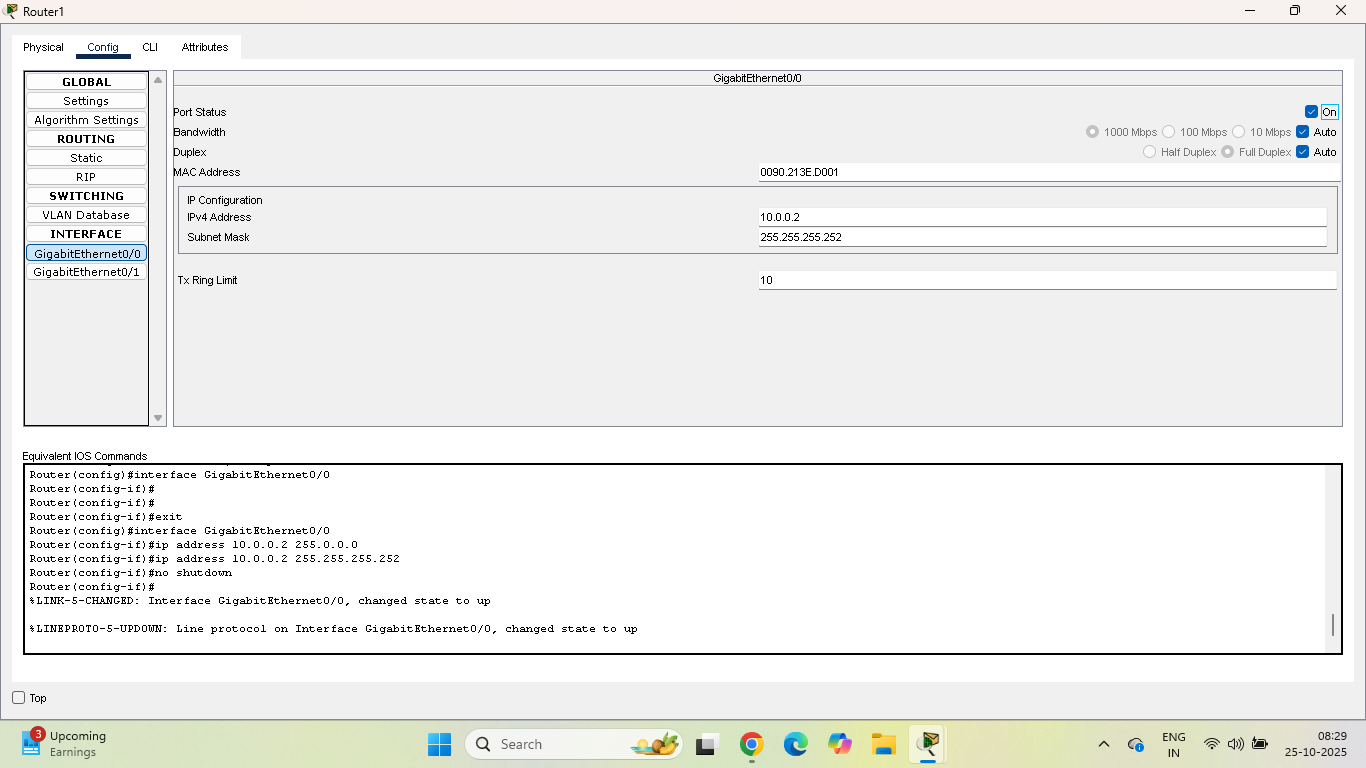 Router1
Physical Config CLI Attributes
GLOBAL
Settings
Algorithm Settings
ROUTING
Static
RIP
SWITCHING
VLAN Database
INTERFACE
GigabitEthernet0/0
GigabitEthernet0/1
GigabitEthernet0/0
Port Status On
Bandwidth 1000 Mbps 100 Mbps 10 Mbps Auto
Duplex Half Duplex Full Duplex Auto
MAC Address 0090.213E.D001
IP Configuration
IPv4 Address 10.0.0.2
Subnet Mask 255.255.255.252
Tx Ring Limit 10
Equivalent IOS Commands
Router(config)#interface GigabitEthernet0/0
Router(config-if)#
Router(config-if)#
Router(config-if)#exit
Router(config)#interface GigabitEthernet0/0
Router(config-if)#ip address 10.0.0.2 255.0.0.0
Router(config-if)#ip address 10.0.0.2 255.255.255.252
Router(config-if)#no shutdown
Router(config-if)#
%LINK-5-CHANGED: Interface GigabitEthernet0/0, changed state to up
%LINEPROTO-5-UPDOWN: Line protocol on Interface GigabitEthernet0/0, changed state to up
Top
3 Upcoming
Earnings
Search
ENG
IN
08:29
25-10-2025